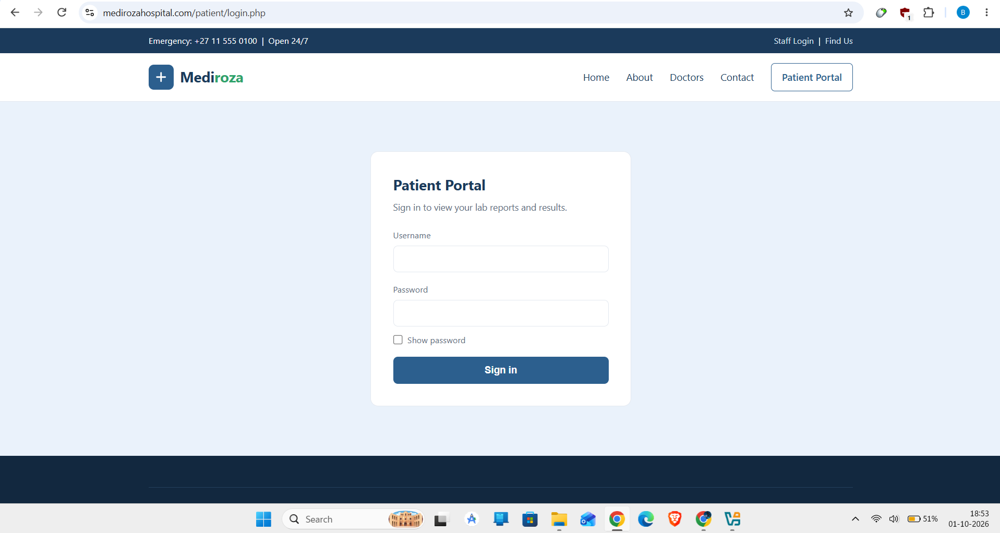 medirozahospital.com/patient/login.php
1
B
Emergency: +27 11 555 0100 | Open 24/7
Staff Login | Find Us
Mediroza
Home
About
Doctors
Contact
Patient Portal
Patient Portal
Sign in to view your lab reports and results.
Username
Password
Show password
Sign in
Search
51%
18:53
01-10-2026